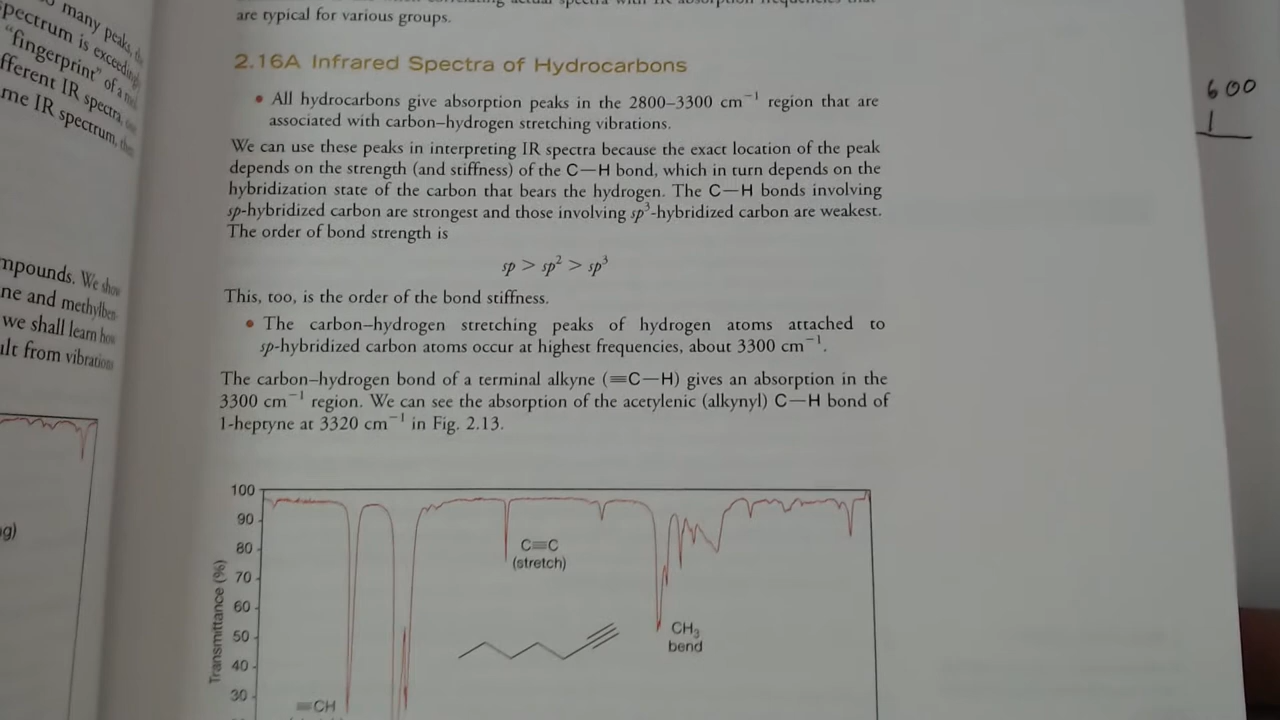 many peaks,
pectrum is exceeding
"fingerprint" of a
fferent IR spectra,
me IR spectrum,
mpounds. We show
ne and methylben-
we shall learn how
ult from vibrations
g)
are typical for various groups.
2.16A Infrared Spectra of Hydrocarbons
• All hydrocarbons give absorption peaks in the 2800–3300 cm⁻¹ region that are
associated with carbon–hydrogen stretching vibrations.
We can use these peaks in interpreting IR spectra because the exact location of the peak
depends on the strength (and stiffness) of the C—H bond, which in turn depends on the
hybridization state of the carbon that bears the hydrogen. The C—H bonds involving
sp-hybridized carbon are strongest and those involving sp³-hybridized carbon are weakest.
The order of bond strength is
sp > sp² > sp³
This, too, is the order of the bond stiffness.
• The carbon–hydrogen stretching peaks of hydrogen atoms attached to
sp-hybridized carbon atoms occur at highest frequencies, about 3300 cm⁻¹.
The carbon–hydrogen bond of a terminal alkyne (≡C—H) gives an absorption in the
3300 cm⁻¹ region. We can see the absorption of the acetylenic (alkynyl) C—H bond of
1-heptyne at 3320 cm⁻¹ in Fig. 2.13.
100
90
80
70
60
50
40
30
Transmittance (%)
C≡C
(stretch)
CH₃
bend
≡CH
600
1